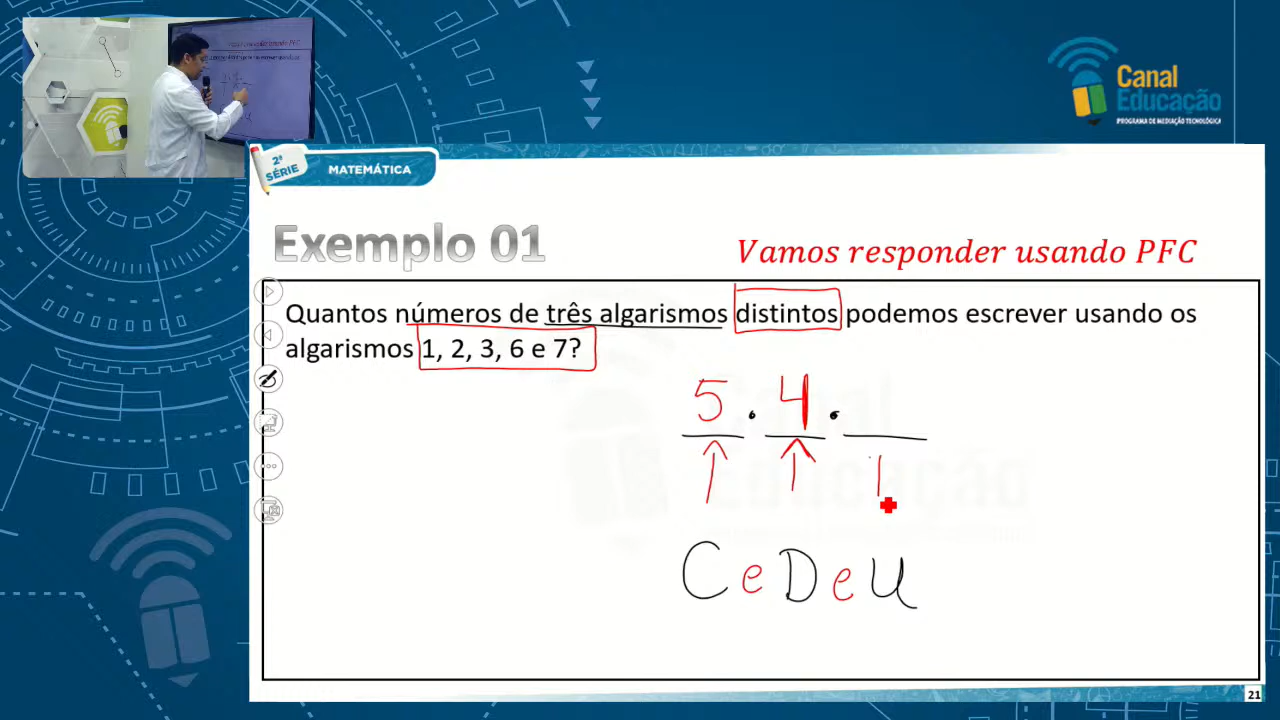 Canal
Educação
PROGRAMA DE MEDIAÇÃO TECNOLÓGICA
2ª
SÉRIE
MATEMÁTICA
Exemplo 01
Vamos responder usando PFC
Quantos números de três algarismos distintos podemos escrever usando os
algarismos 1, 2, 3, 6 e 7?
5 . 4 .
C e D e U
21